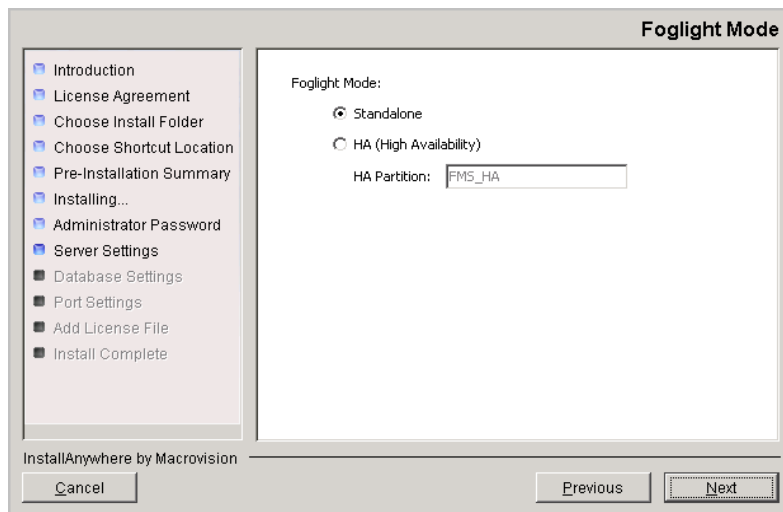 Foglight Mode
Introduction
License Agreement
Choose Install Folder
Choose Shortcut Location
Pre-Installation Summary
Installing...
Administrator Password
Server Settings
Database Settings
Port Settings
Add License File
Install Complete
Foglight Mode:
Standalone
HA (High Availability)
HA Partition: FMS_HA
InstallAnywhere by Macrovision
Cancel
Previous
Next